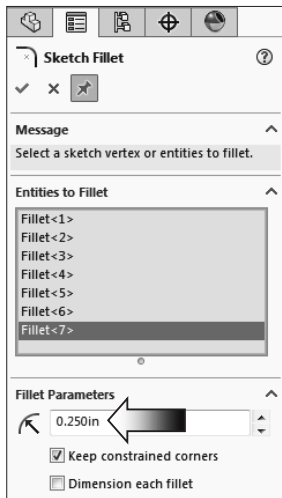 Sketch Fillet
Message
Select a sketch vertex or entities to fillet.
Entities to Fillet
Fillet<1>
Fillet<2>
Fillet<3>
Fillet<4>
Fillet<5>
Fillet<6>
Fillet<7>
Fillet Parameters
0.250in
Keep constrained corners
Dimension each fillet